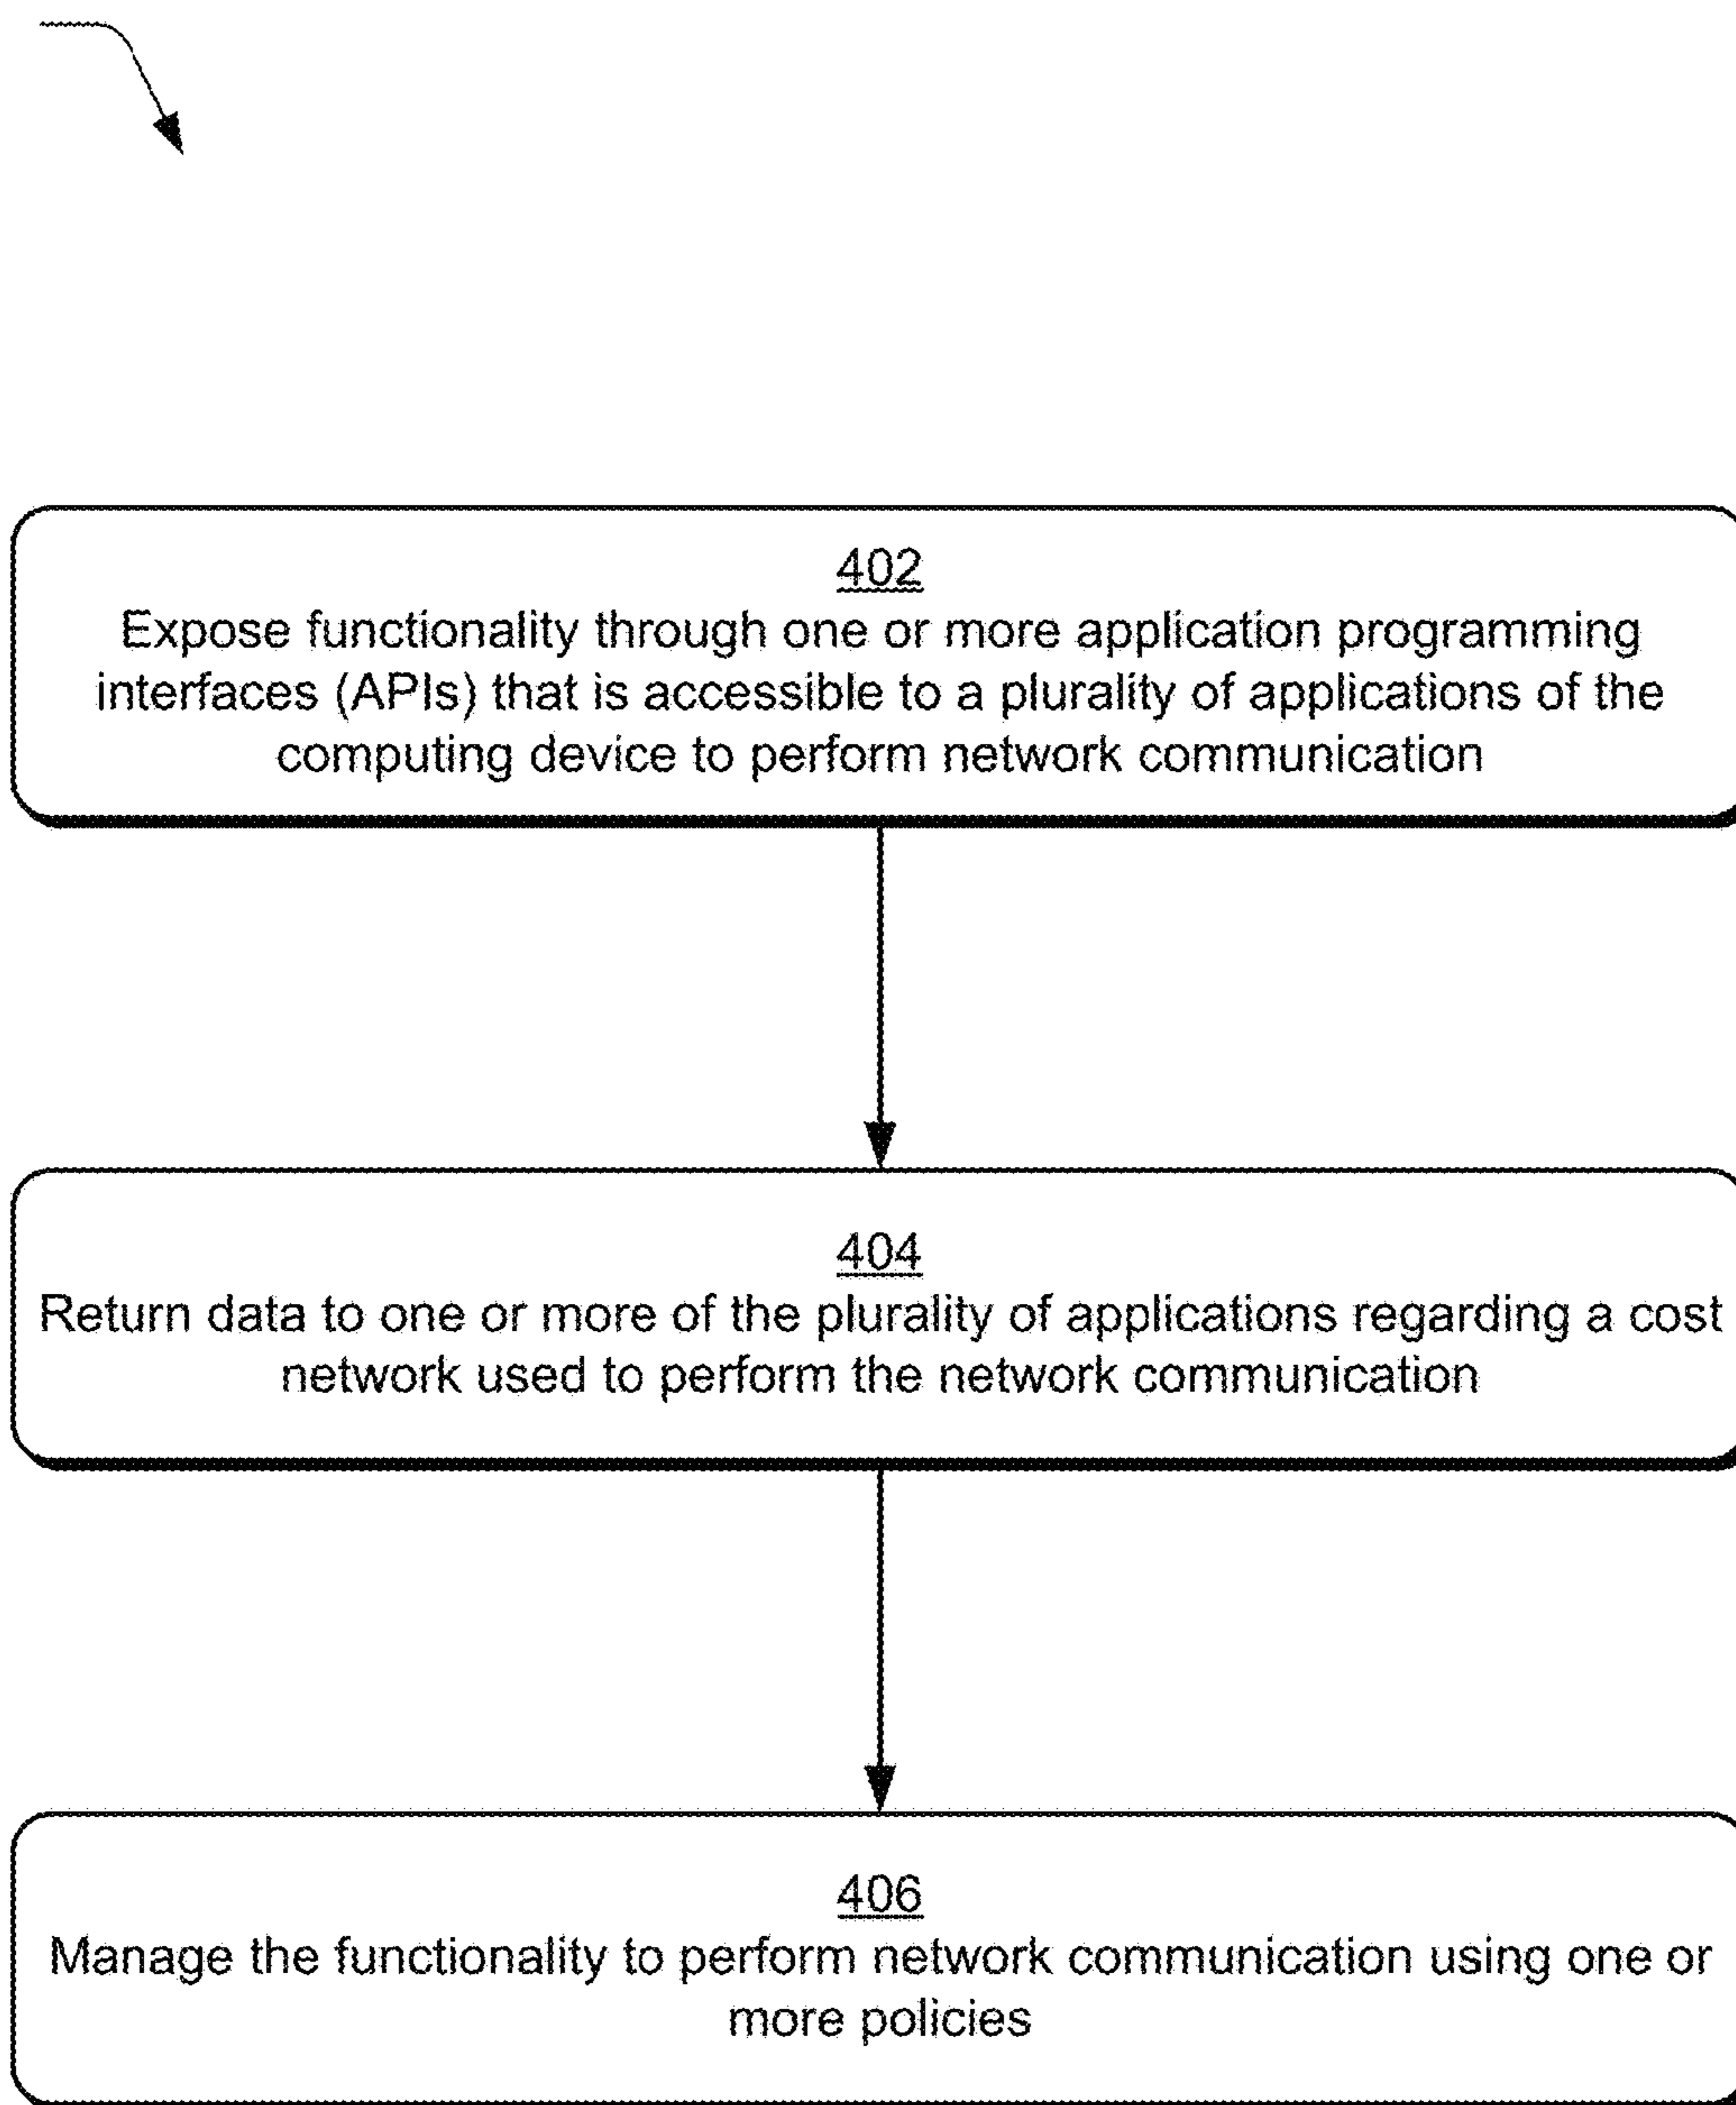 402
Expose functionality through one or more application programming
interfaces (APIs) that is accessible to a plurality of applications of the
computing device to perform network communication
404
Return data to one or more of the plurality of applications regarding a cost
network used to perform the network communication
406
Manage the functionality to perform network communication using one or
more policies